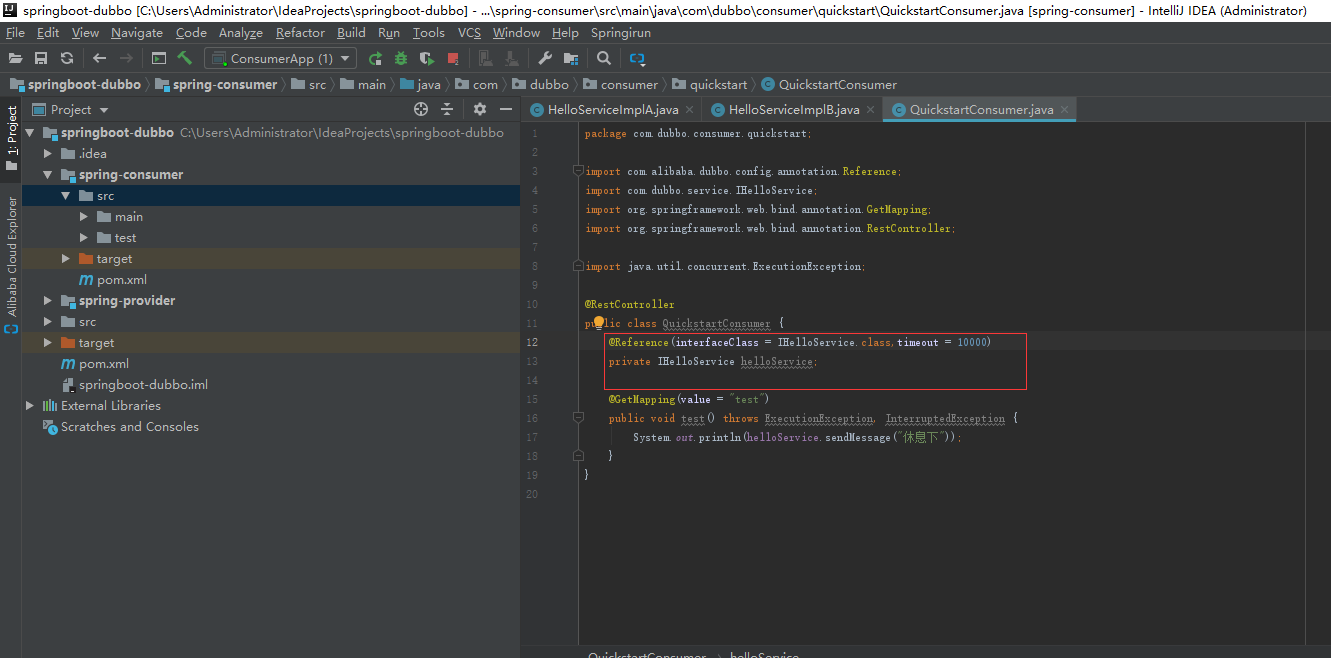 springboot-dubbo [C:\Users\Administrator\IdeaProjects\springboot-dubbo] - ...\spring-consumer\src\main\java\com\dubbo\consumer\quickstart\QuickstartConsumer.java [spring-consumer] - IntelliJ IDEA (Administrator)
File Edit View Navigate Code Analyze Refactor Build Run Tools VCS Window Help Springirun
ConsumerApp (1)
springboot-dubbo spring-consumer src main java com dubbo consumer quickstart QuickstartConsumer
1: Project
Alibaba Cloud Explorer
Project
springboot-dubbo C:\Users\Administrator\IdeaProjects\springboot-dubbo
.idea
spring-consumer
src
main
test
target
pom.xml
spring-provider
src
target
pom.xml
springboot-dubbo.iml
External Libraries
Scratches and Consoles
HelloServiceImplA.java HelloServiceImplB.java QuickstartConsumer.java
1 package com.dubbo.consumer.quickstart;
2
3 import com.alibaba.dubbo.config.annotation.Reference;
4 import com.dubbo.service.IHelloService;
5 import org.springframework.web.bind.annotation.GetMapping;
6 import org.springframework.web.bind.annotation.RestController;
7
8 import java.util.concurrent.ExecutionException;
9
10 @RestController
11 public class QuickstartConsumer {
12 @Reference(interfaceClass = IHelloService.class,timeout = 10000)
13 private IHelloService helloService;
14
15 @GetMapping(value = "test")
16 public void test() throws ExecutionException, InterruptedException {
17 System.out.println(helloService.sendMessage("休息下"));
18 }
19 }
20
QuickstartConsumer helloService